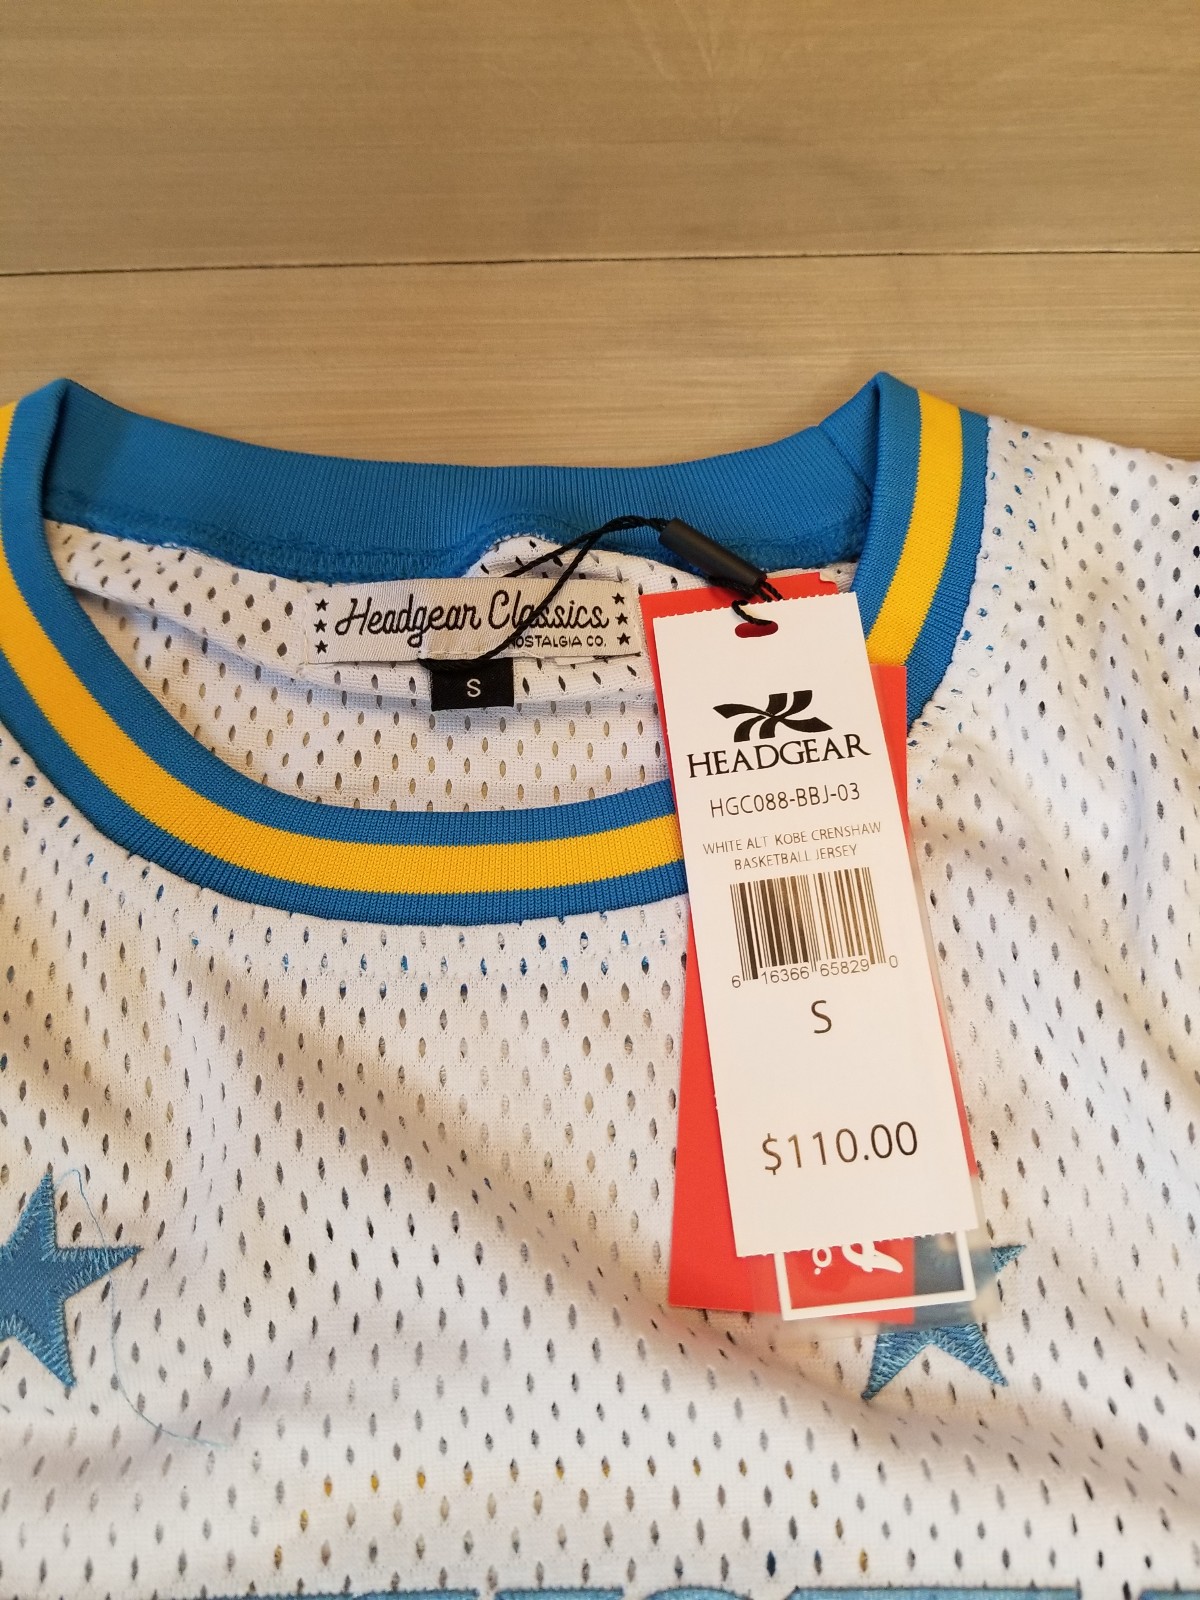 Headgear Classics
NOSTALGIA CO.
S
HEADGEAR
HGC088-BBJ-03
WHITE ALT KOBE CRENSHAW
BASKETBALL JERSEY
6 16366 65829 0
S
$110.00